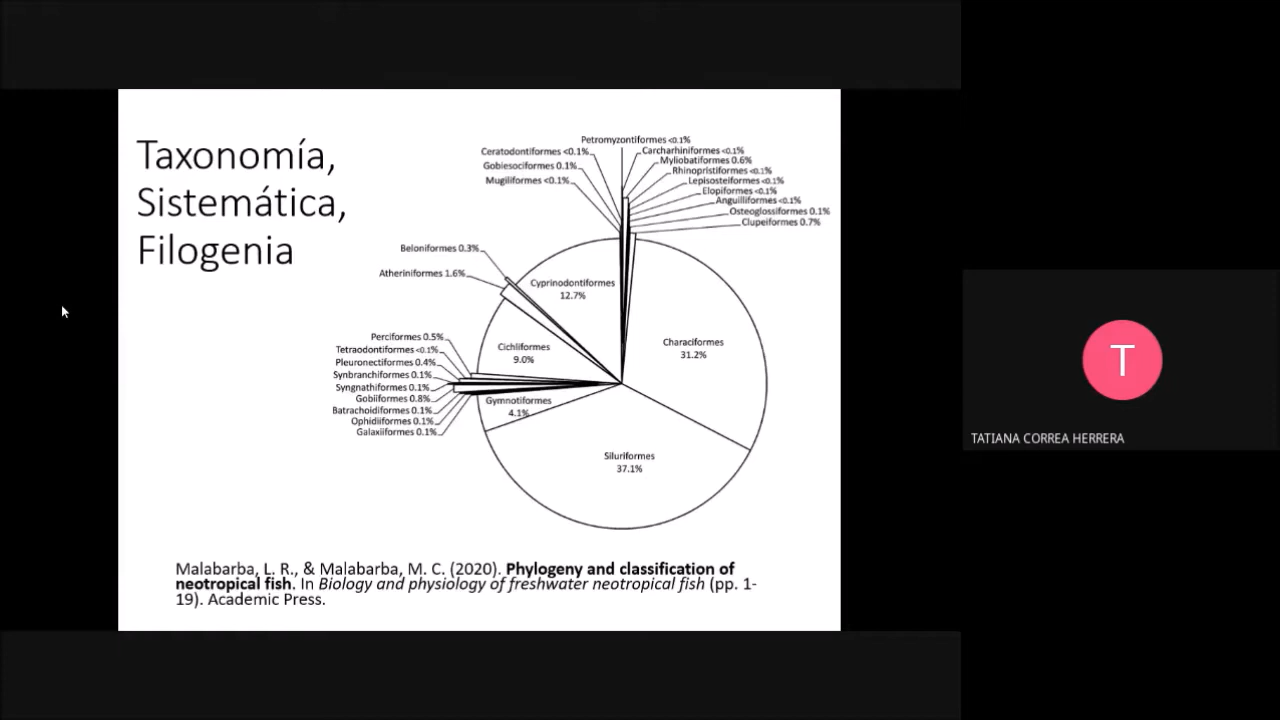 Taxonomía,
Sistemática,
Filogenia
Petromyzontiformes <0.1%
Ceratodontiformes <0.1%
Gobiesociformes 0.1%
Mugiliformes <0.1%
Carcharhiniformes <0.1%
Myliobatiformes 0.6%
Rhinopristiformes <0.1%
Lepisosteiformes <0.1%
Elopiformes <0.1%
Anguilliformes <0.1%
Osteoglossiformes 0.1%
Clupeiformes 0.7%
Beloniformes 0.3%
Atheriniformes 1.6%
Cyprinodontiformes
12.7%
Characiformes
31.2%
Cichliformes
9.0%
Perciformes 0.5%
Tetraodontiformes <0.1%
Pleuronectiformes 0.4%
Synbranchiformes 0.1%
Syngnathiformes 0.1%
Gobiiformes 0.8%
Batrachoidiformes 0.1%
Ophidiiformes 0.1%
Galaxiiformes 0.1%
Gymnotiformes
4.1%
Siluriformes
37.1%
Malabarba, L. R., & Malabarba, M. C. (2020). Phylogeny and classification of
neotropical fish. In Biology and physiology of freshwater neotropical fish (pp. 1-
19). Academic Press.
T
TATIANA CORREA HERRERA